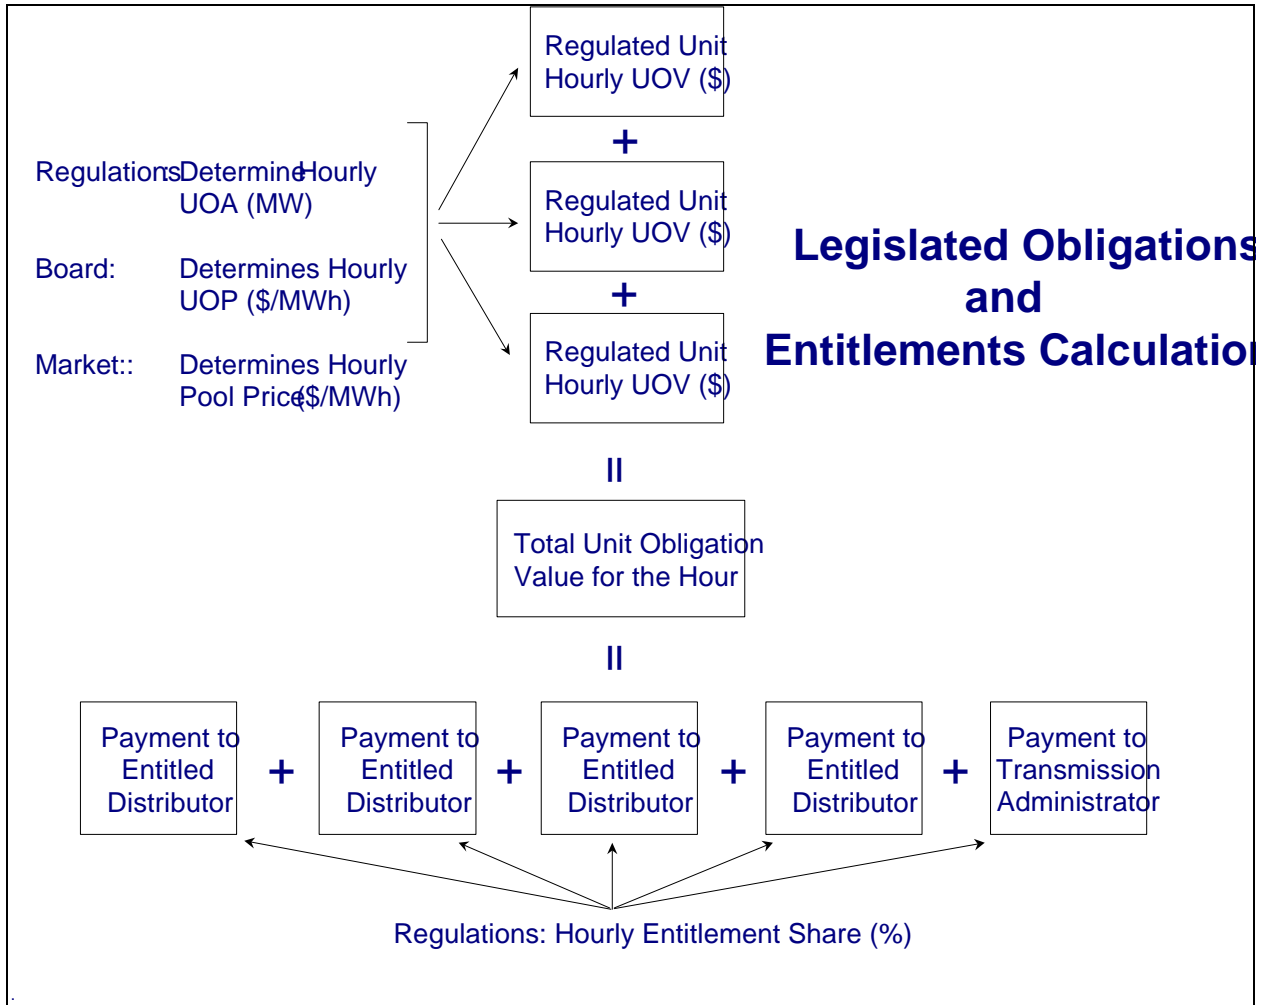 Regulated Unit
Hourly UOV ($)
+
Regulations: Determine Hourly
UOA (MW)
Regulated Unit
Hourly UOV ($)
Board: Determines Hourly
UOP ($/MWh)
+
Market:: Determines Hourly
Pool Price ($/MWh)
Regulated Unit
Hourly UOV ($)
Legislated Obligations
and
Entitlements Calculation
=
Total Unit Obligation
Value for the Hour
=
Payment to
Entitled
Distributor
+
Payment to
Entitled
Distributor
+
Payment to
Entitled
Distributor
+
Payment to
Entitled
Distributor
+
Payment to
Transmission
Administrator
Regulations: Hourly Entitlement Share (%)